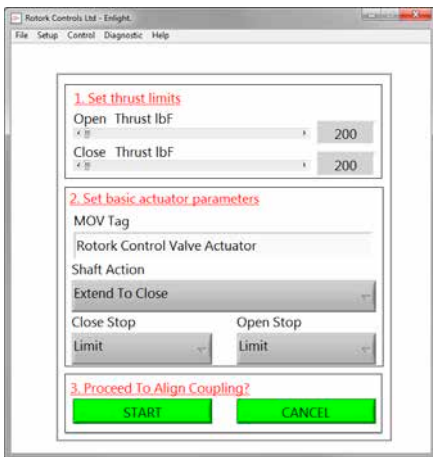 Rotork Controls Ltd - Enlight.
File Setup Control Diagnostic Help
1. Set thrust limits
Open Thrust lbF
200
Close Thrust lbF
200
2. Set basic actuator parameters
MOV Tag
Rotork Control Valve Actuator
Shaft Action
Extend To Close
Close Stop Open Stop
Limit Limit
3. Proceed To Align Coupling?
START CANCEL